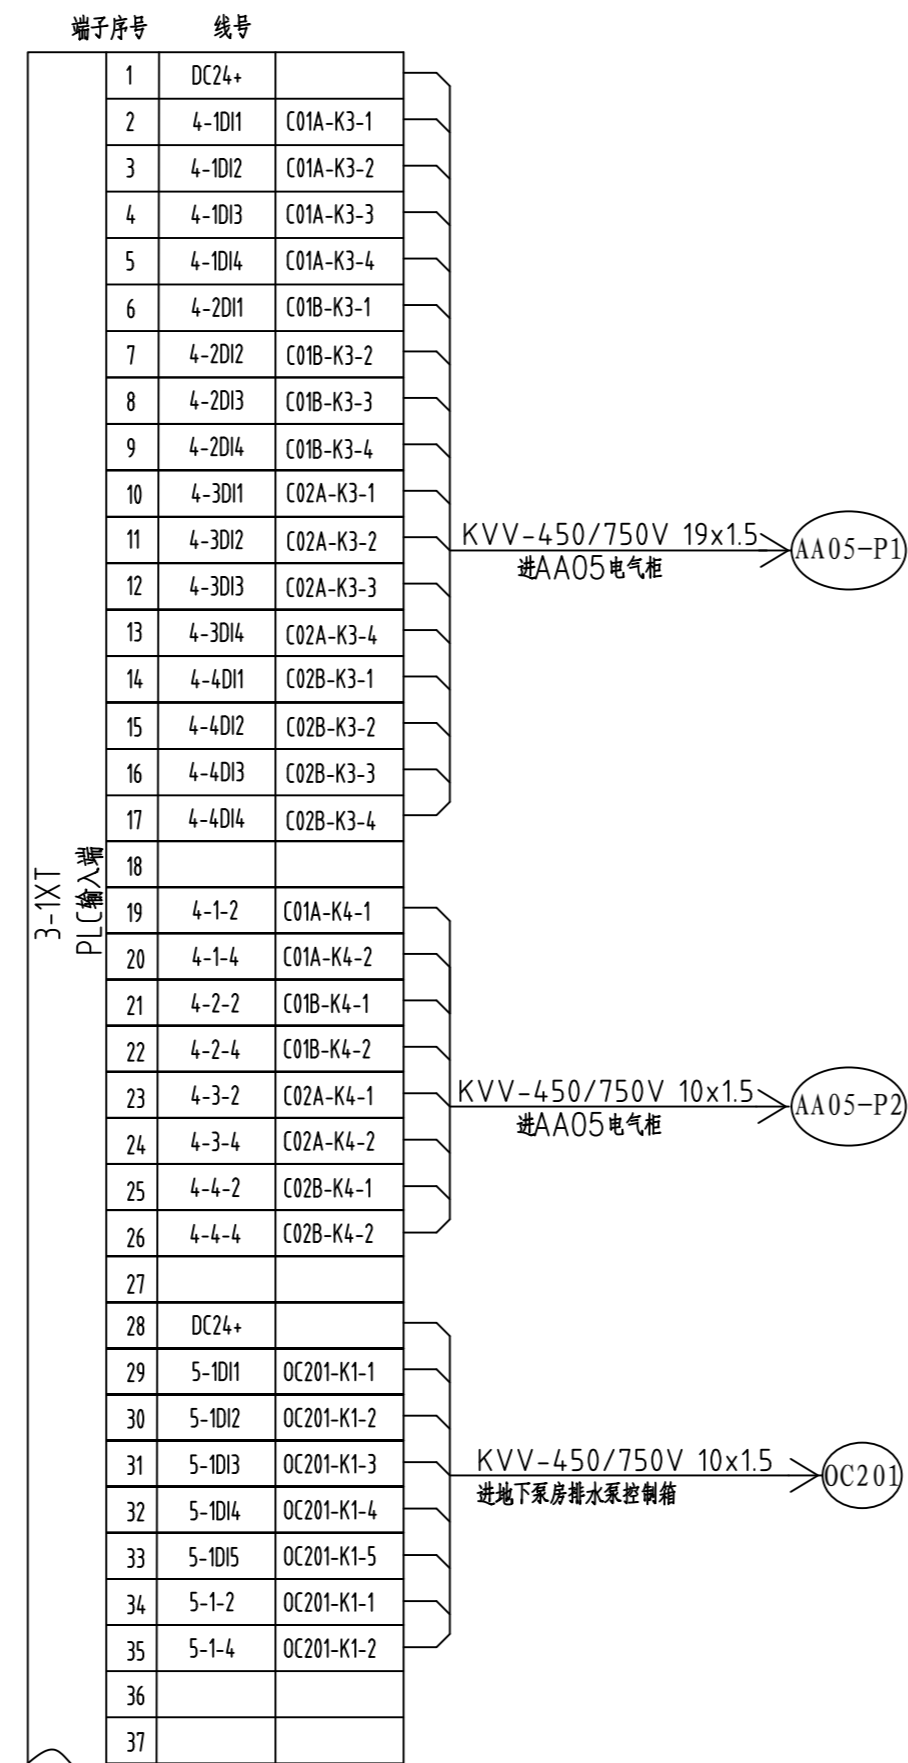 端子序号 线号
3-1XT
PLC输入端
1 DC24+
2 4-1DI1 C01A-K3-1
3 4-1DI2 C01A-K3-2
4 4-1DI3 C01A-K3-3
5 4-1DI4 C01A-K3-4
6 4-2DI1 C01B-K3-1
7 4-2DI2 C01B-K3-2
8 4-2DI3 C01B-K3-3
9 4-2DI4 C01B-K3-4
10 4-3DI1 C02A-K3-1
11 4-3DI2 C02A-K3-2
12 4-3DI3 C02A-K3-3
13 4-3DI4 C02A-K3-4
14 4-4DI1 C02B-K3-1
15 4-4DI2 C02B-K3-2
16 4-4DI3 C02B-K3-3
17 4-4DI4 C02B-K3-4
18
19 4-1-2 C01A-K4-1
20 4-1-4 C01A-K4-2
21 4-2-2 C01B-K4-1
22 4-2-4 C01B-K4-2
23 4-3-2 C02A-K4-1
24 4-3-4 C02A-K4-2
25 4-4-2 C02B-K4-1
26 4-4-4 C02B-K4-2
27
28 DC24+
29 5-1DI1 OC201-K1-1
30 5-1DI2 OC201-K1-2
31 5-1DI3 OC201-K1-3
32 5-1DI4 OC201-K1-4
33 5-1DI5 OC201-K1-5
34 5-1-2 OC201-K1-1
35 5-1-4 OC201-K1-2
36
37
KVV-450/750V 19x1.5
进AA05电气柜
AA05-P1
KVV-450/750V 10x1.5
进AA05电气柜
AA05-P2
KVV-450/750V 10x1.5
进地下泵房排水泵控制箱
OC201